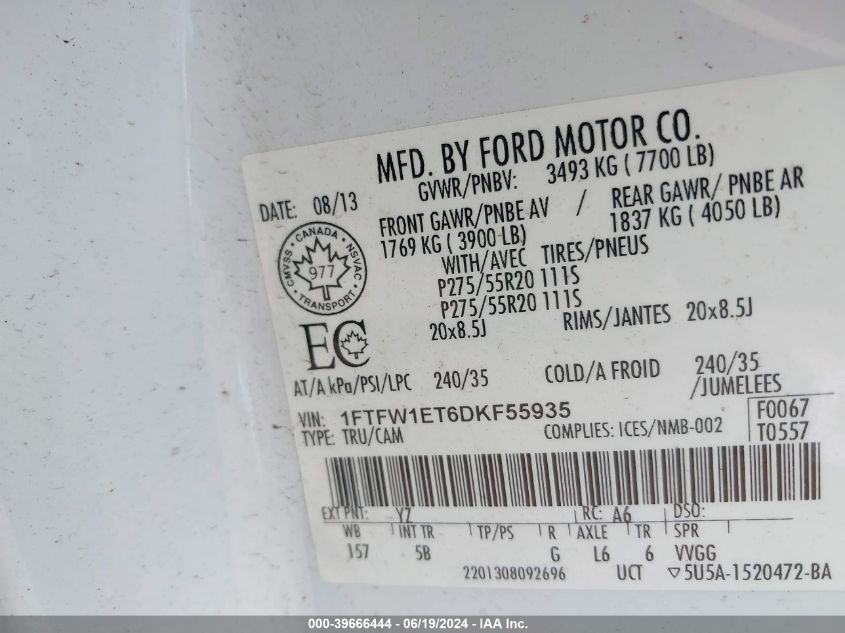 MFD. BY FORD MOTOR CO.
DATE: 08/13
GVWR/PNBV: 3493 KG ( 7700 LB)
FRONT GAWR/PNBE AV / REAR GAWR/ PNBE AR
1769 KG ( 3900 LB) 1837 KG ( 4050 LB)
WITH/AVEC TIRES/PNEUS
P275/55R20 111S
P275/55R20 111S
20x8.5J RIMS/JANTES 20x8.5J
CANADA
CMVSS NSVAC
977
TRANSPORT
EC
AT/A kPa/PSI/LPC 240/35 COLD/A FROID 240/35
/JUMELEES
VIN: 1FTFW1ET6DKF55935 F0067
TYPE: TRU/CAM COMPLIES: ICES/NMB-002 T0557
EXT PNT: YZ RC: A6 DSO:
WB INT TR TP/PS R AXLE TR SPR
157 5B G L6 6 VVGG
2201308092696 UCT ▽5U5A-1520472-BA
000-39666444 - 06/19/2024 - IAA Inc.